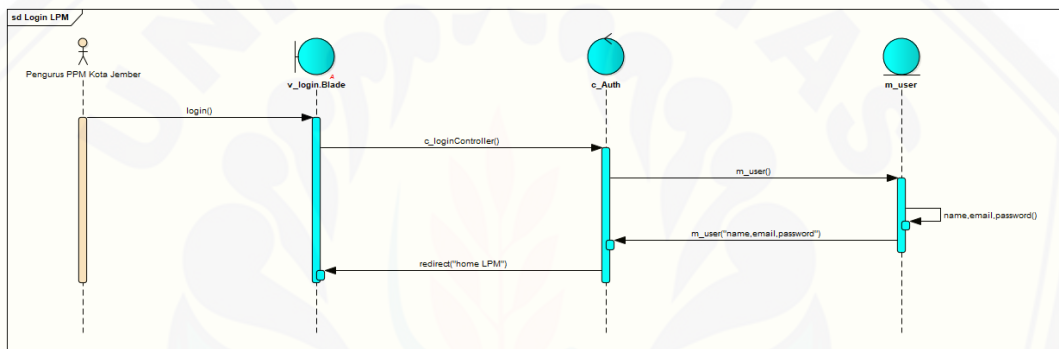 sd Login LPM
Pengurus PPM Kota Jember
v_login.Blade
c_Auth
m_user
login()
c_loginController()
m_user()
name,email,password()
m_user("name,email,password")
redirect("home LPM")
UNIVERSITAS